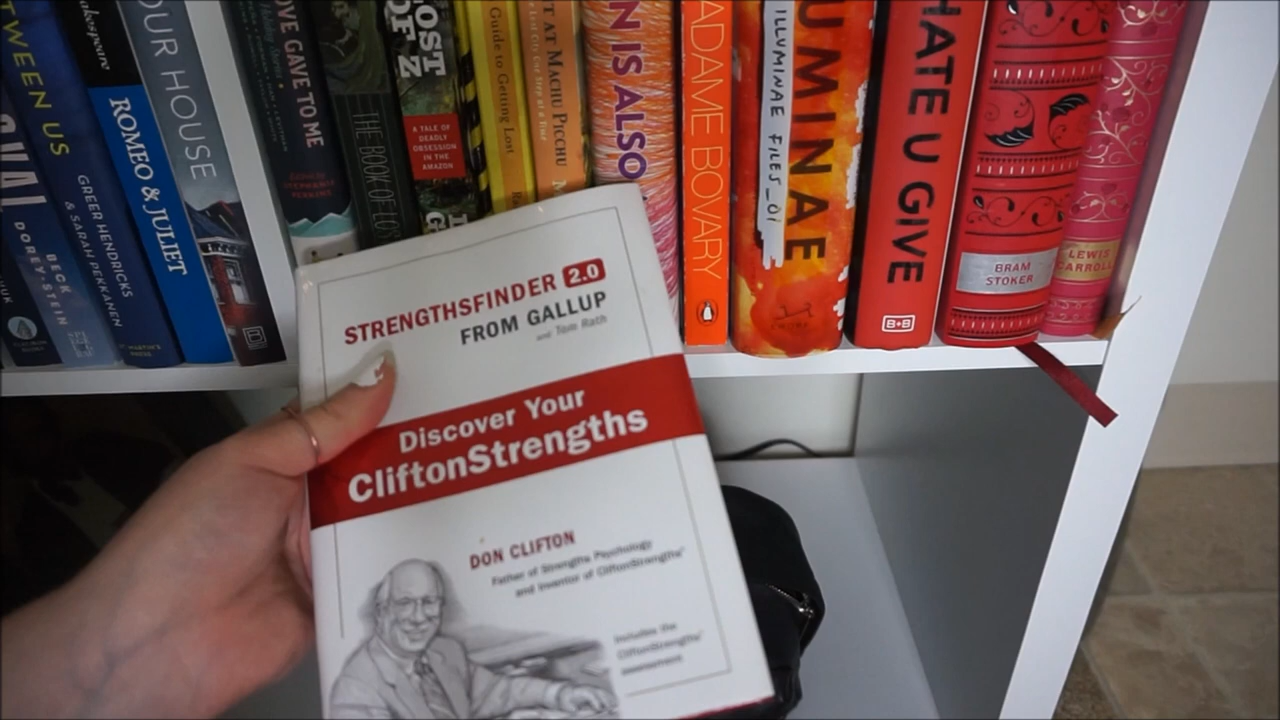 TWEEN US
GREER HENDRICKS
& SARAH PEKKANEN
BECK
DOREY-STEIN
ROMEO & JULIET
OUR HOUSE
OVE GAVE TO ME
THE BOOK OF LO
LOST
OF Z
A TALE OF
DEADLY
OBSESSION
IN THE
AMAZON
Guide to Getting Lost
T AT MACHU PICCHU
N IS ALSO
ADAME BOVARY
UMINAE
ILLUMINAE FILES_01
HATE U GIVE
B+B
BRAM
STOKER
LEWIS
CARROLL
STRENGTHSFINDER 2.0
FROM GALLUP
and Tom Rath
Discover Your
CliftonStrengths
DON CLIFTON
Father of Strengths Psychology
and Inventor of CliftonStrengths®
Includes the
CliftonStrengths®
assessment